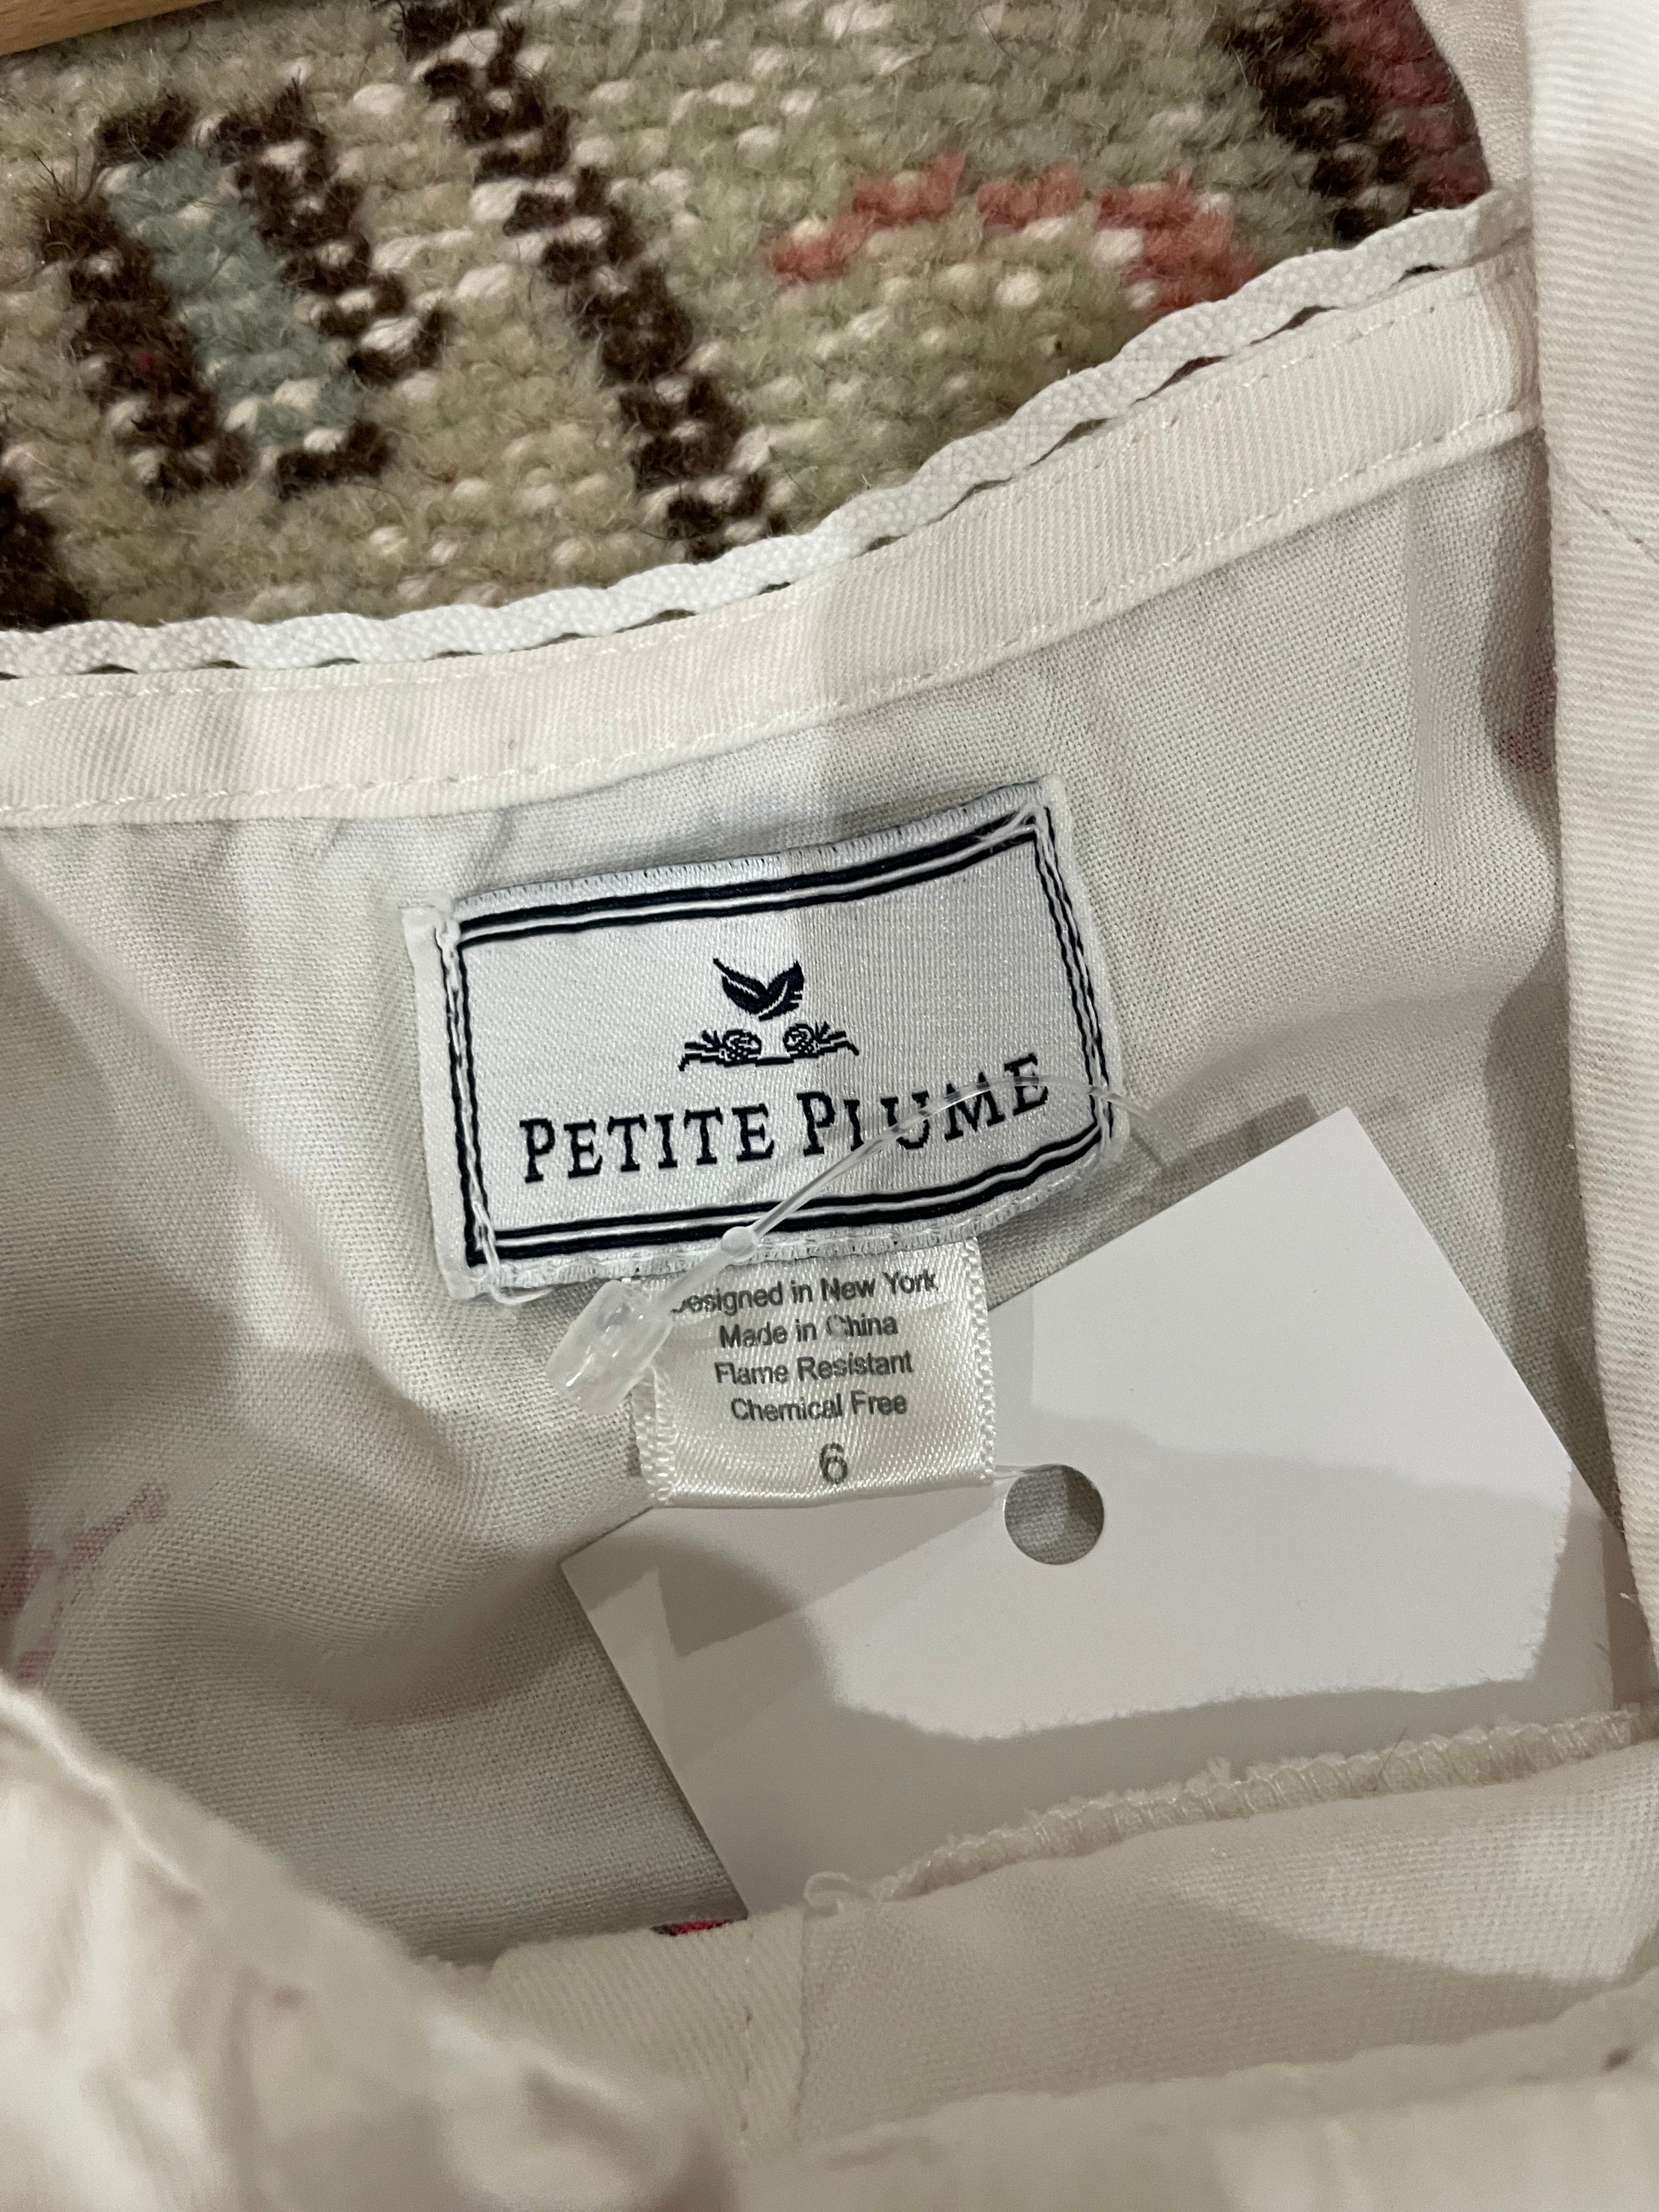 PETITE PLUME
Designed in New York
Made in China
Flame Resistant
Chemical Free
6